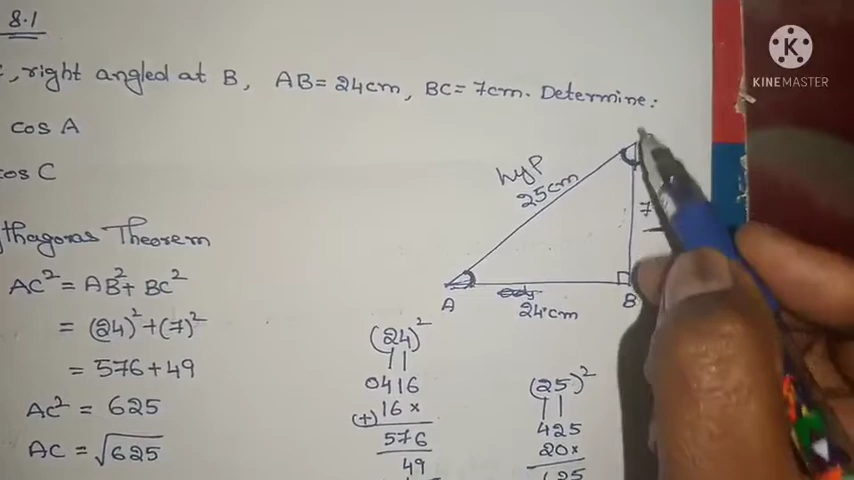 8.1
, right angled at B, AB= 24cm, BC= 7cm. Determine :
cos A
cos C
thagoras Theorem
AC² = AB² + BC²
= (24)² + (7)²
= 576 + 49
AC² = 625
AC = √625
hyp
25cm
7
A
24cm
B
(24)²
0416
(+) 16×
576
49
(25)²
425
20×
625
K
KINEMASTER